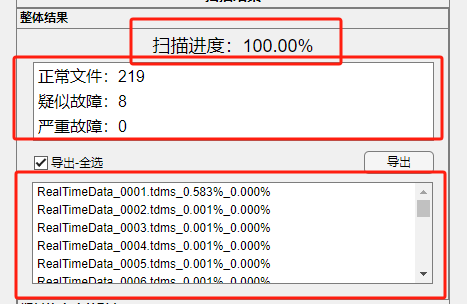 整体结果
扫描进度：100.00%
正常文件：219
疑似故障：8
严重故障：0
导出-全选
导出
RealTimeData_0001.tdms_0.583%_0.000%
RealTimeData_0002.tdms_0.001%_0.000%
RealTimeData_0003.tdms_0.001%_0.000%
RealTimeData_0004.tdms_0.001%_0.000%
RealTimeData_0005.tdms_0.001%_0.000%
RealTimeData_0006.tdms_0.001%_0.000%